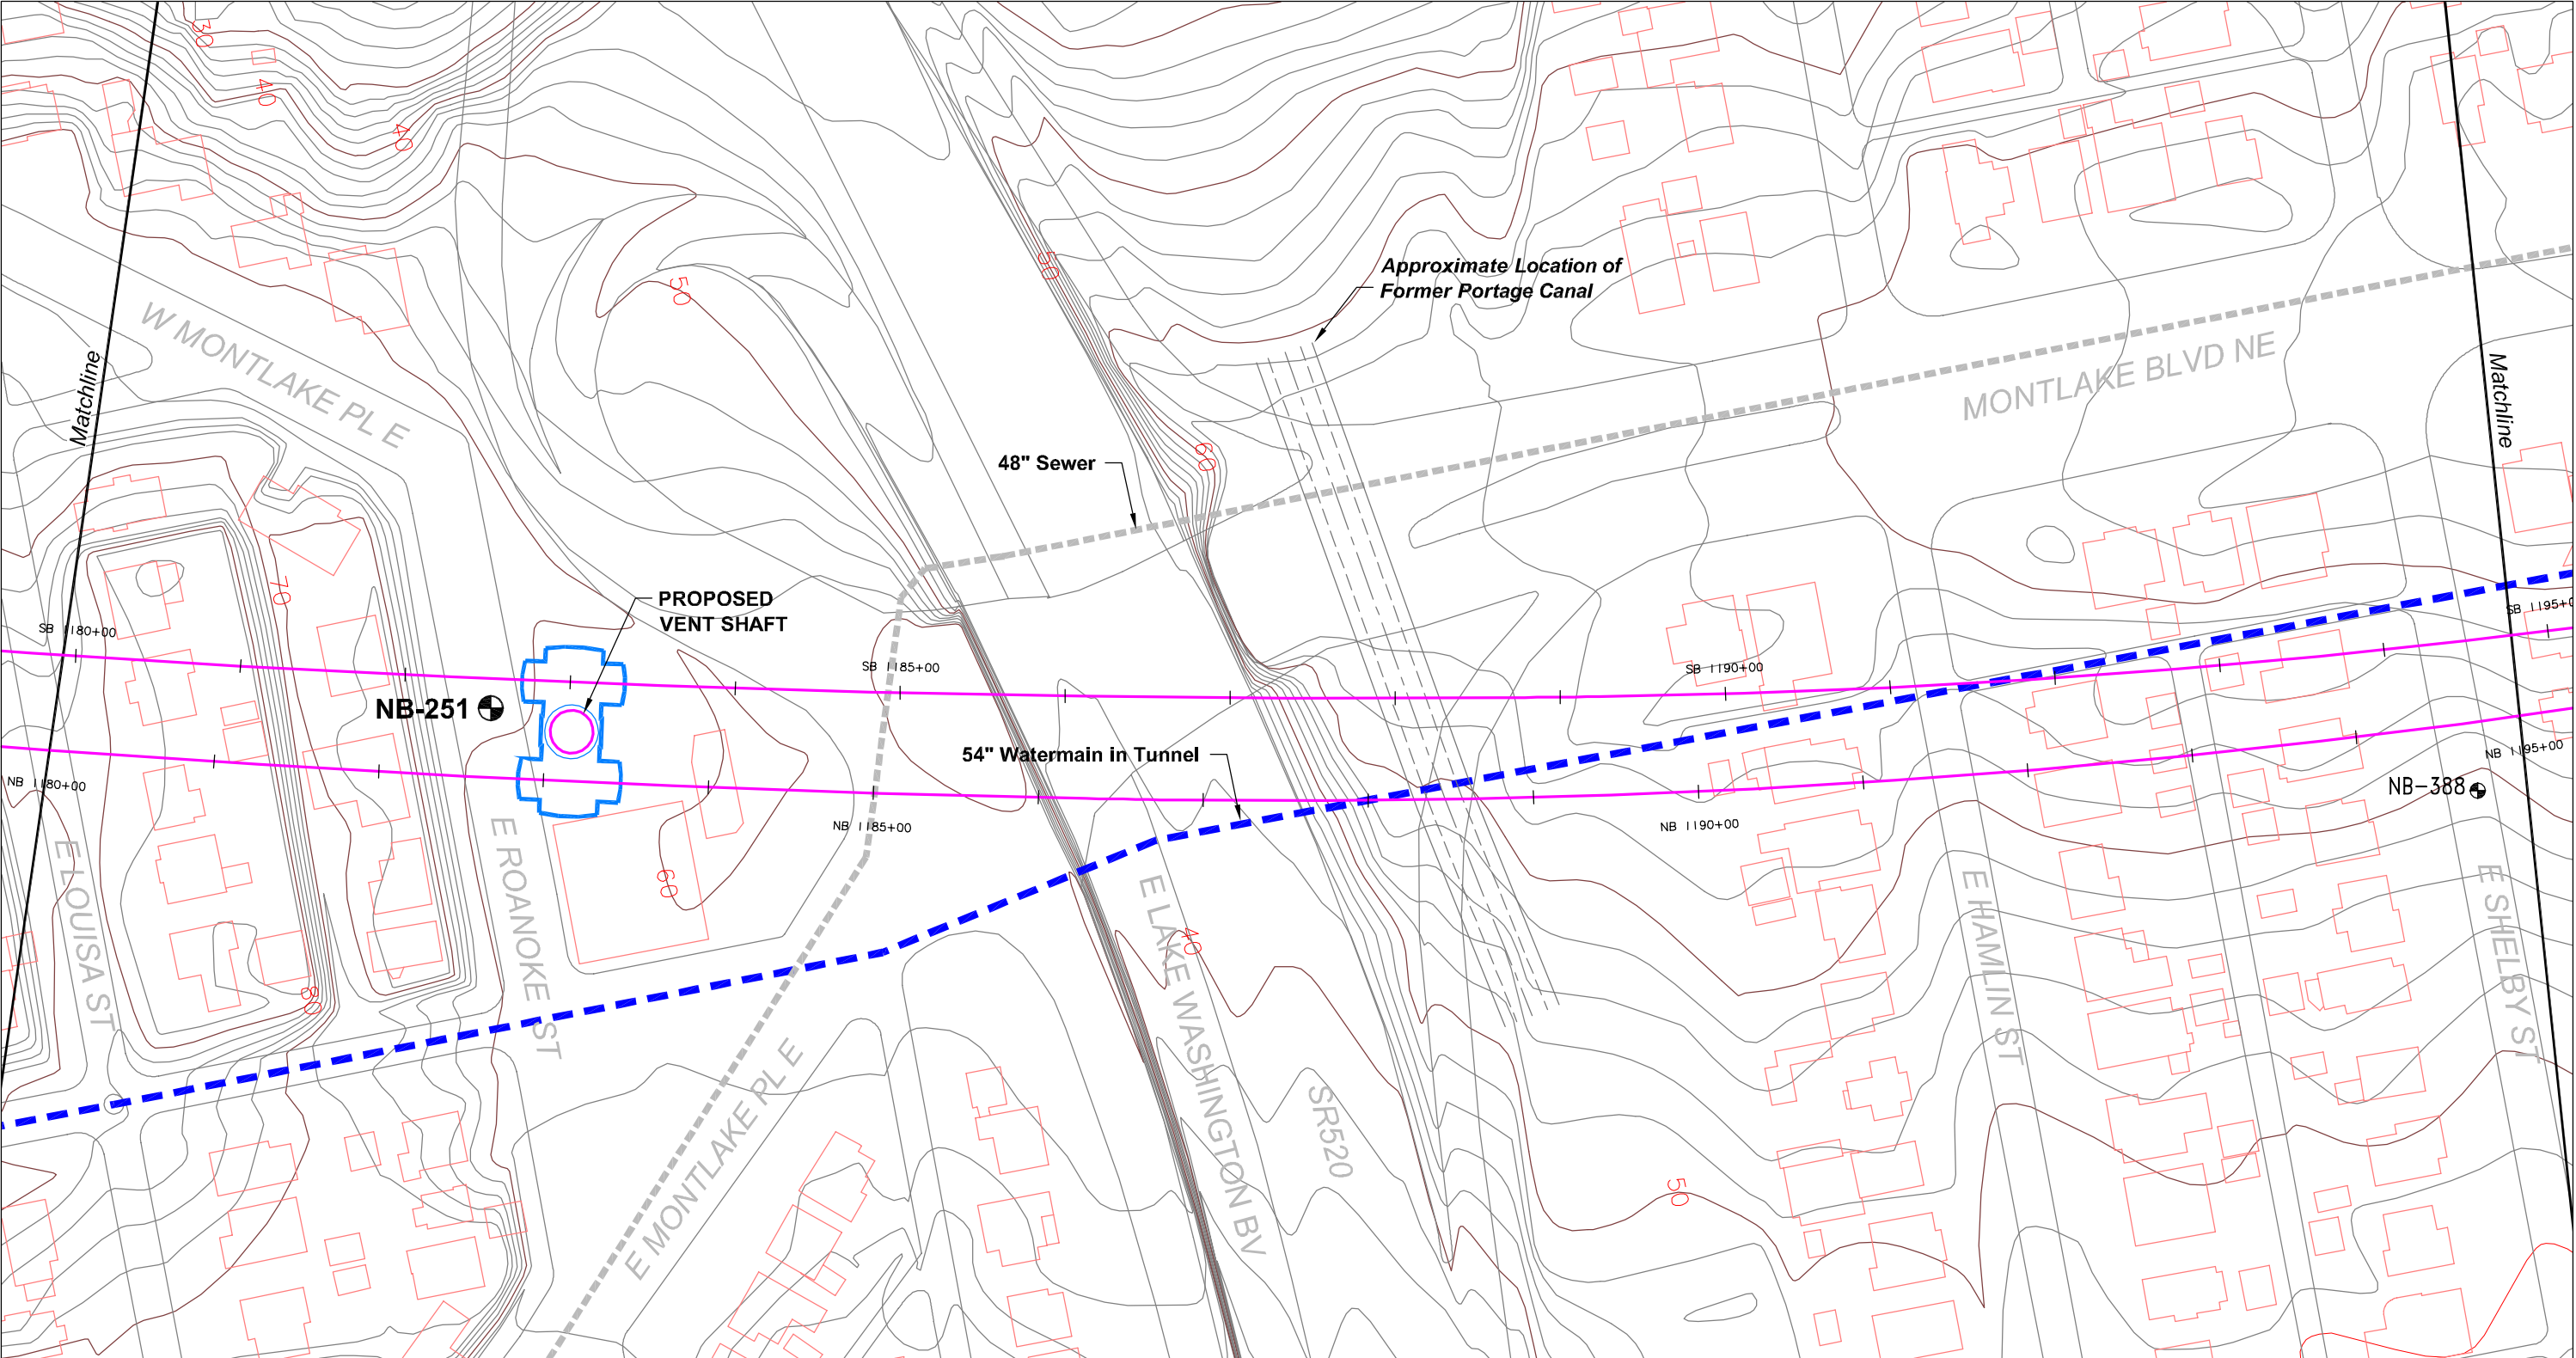 30
40
40
50
50
Approximate Location of
Former Portage Canal
W MONTLAKE PL E
MONTLAKE BLVD NE
Matchline
Matchline
60
48" Sewer
70
PROPOSED
VENT SHAFT
SB 1180+00
SB 1185+00
SB 1190+00
SB 1195+0
NB-251
54" Watermain in Tunnel
NB 1180+00
NB 1185+00
NB 1190+00
NB 1195+00
NB-388
60
E LOUISA ST
E ROANOKE ST
80
40
E LAKE WASHINGTON BV
SR520
E HAMLIN ST
E SHELBY ST
E MONTLAKE PL E
50